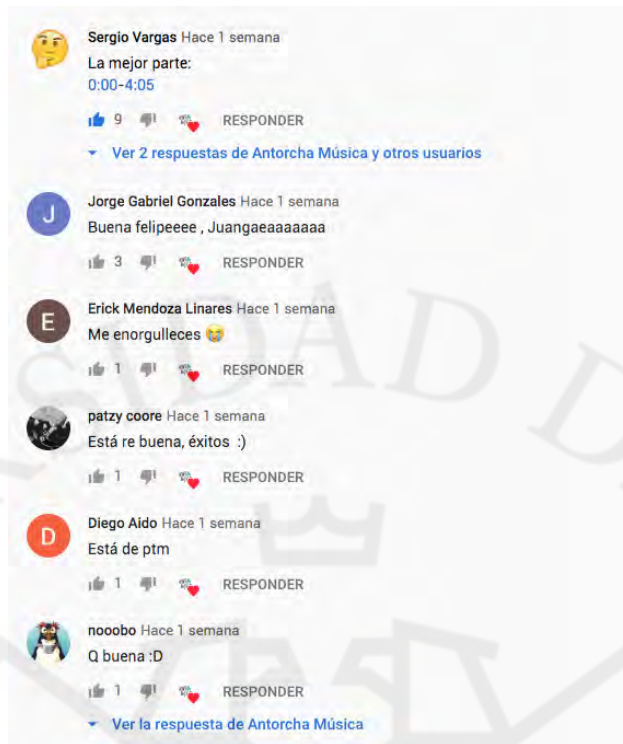 Sergio Vargas Hace 1 semana
La mejor parte:
0:00-4:05
9 RESPONDER
Ver 2 respuestas de Antorcha Música y otros usuarios
J
Jorge Gabriel Gonzales Hace 1 semana
Buena felipeeee , Juangaeaaaaaaa
3 RESPONDER
E
Erick Mendoza Linares Hace 1 semana
Me enorgulleces 😭
1 RESPONDER
patzy coore Hace 1 semana
Está re buena, éxitos :)
1 RESPONDER
D
Diego Aido Hace 1 semana
Está de ptm
1 RESPONDER
nooobo Hace 1 semana
Q buena :D
1 RESPONDER
Ver la respuesta de Antorcha Música
RSIDAD D